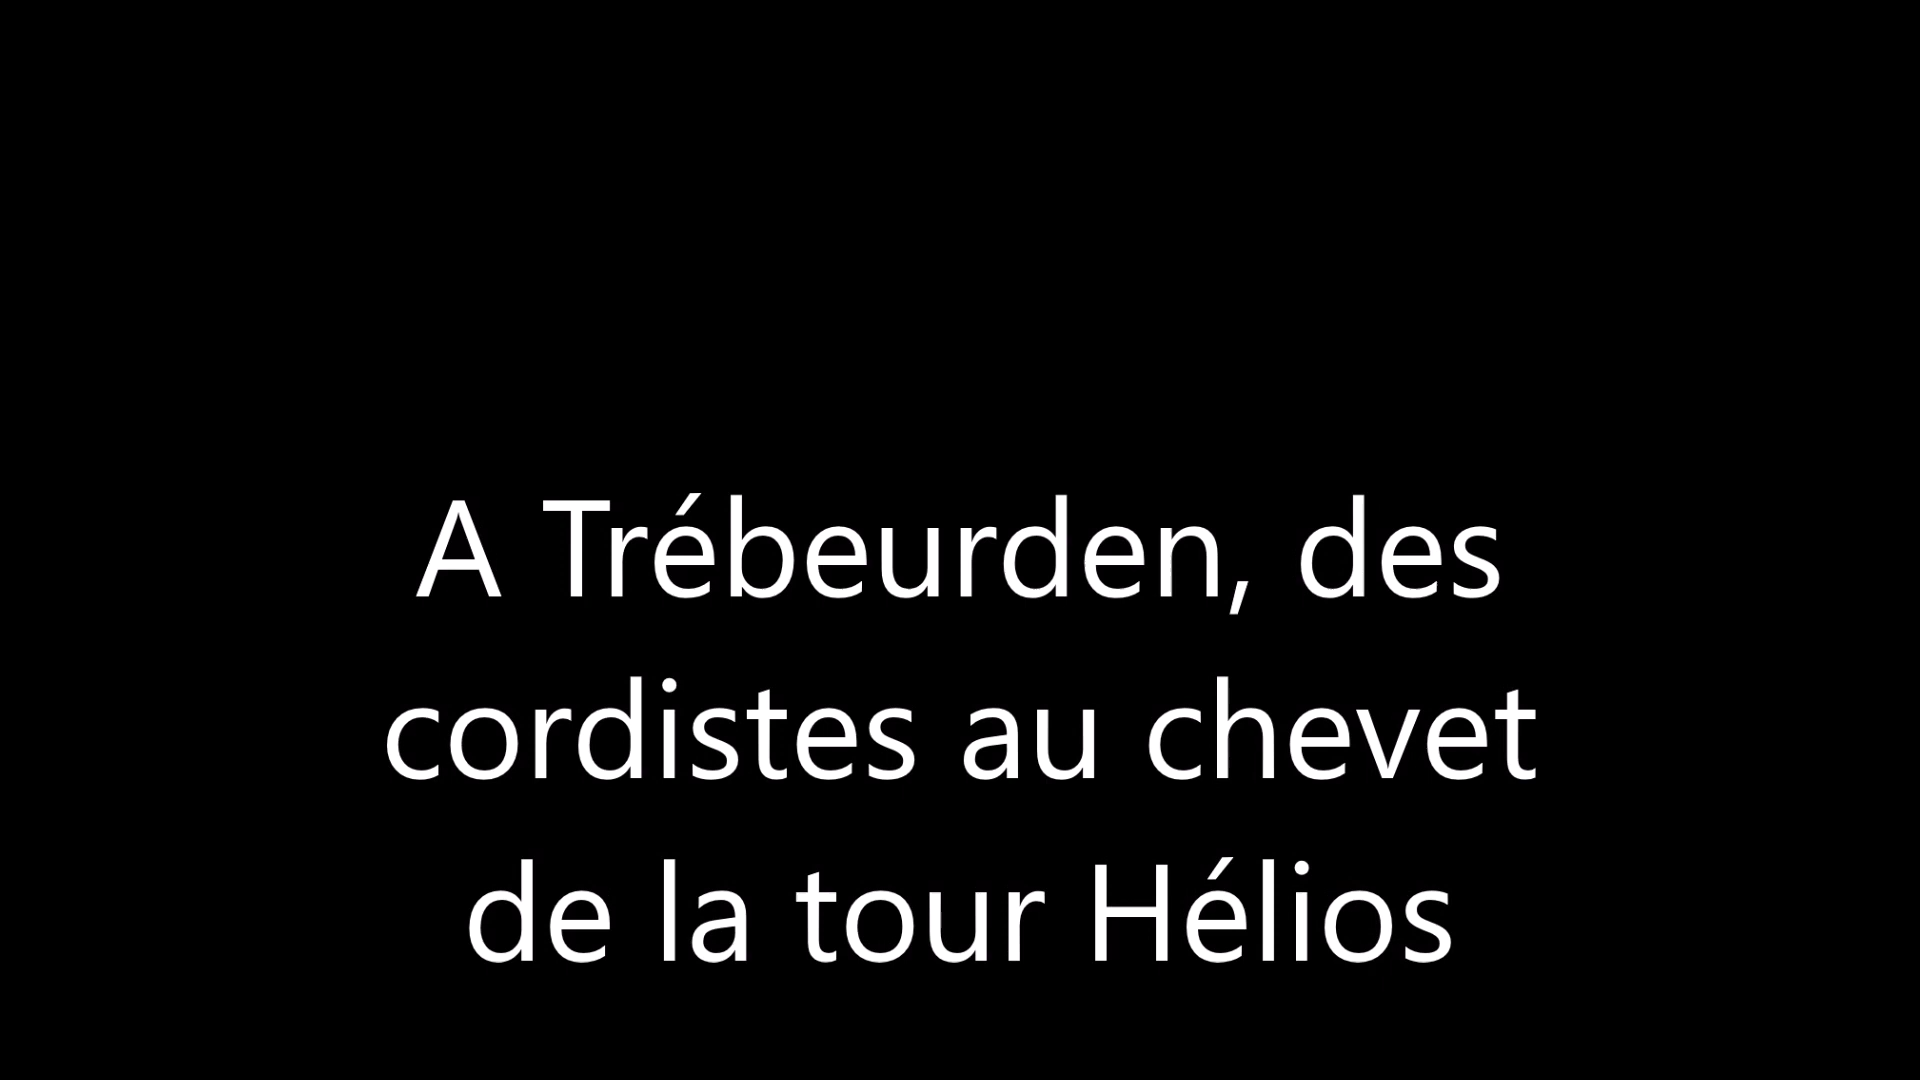 A Trébeurden, des
cordistes au chevet
de la tour Hélios